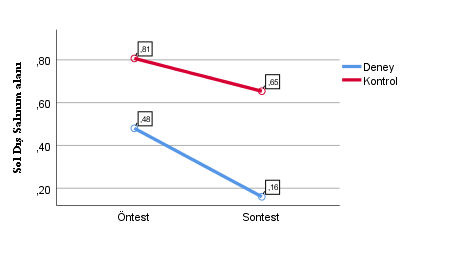 Sol Dış Salınım alanı
,80
,60
,40
,20
,81
,65
,48
,16
Öntest
Sontest
Deney
Kontrol